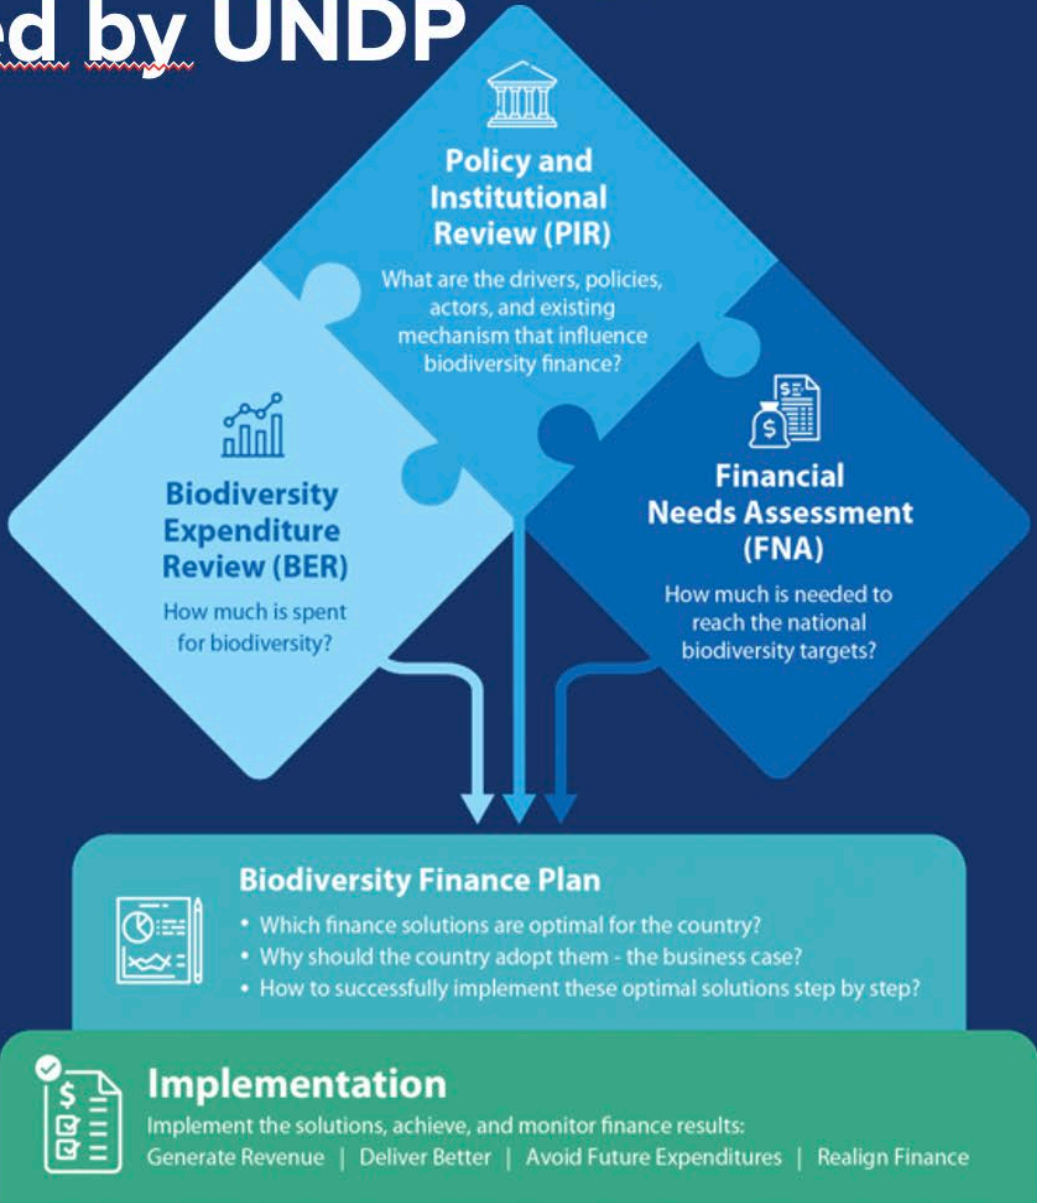 ed by UNDP
Policy and
Institutional
Review (PIR)
What are the drivers, policies,
actors, and existing
mechanism that influence
biodiversity finance?
Biodiversity
Expenditure
Review (BER)
How much is spent
for biodiversity?
Financial
Needs Assessment
(FNA)
How much is needed to
reach the national
biodiversity targets?
Biodiversity Finance Plan
• Which finance solutions are optimal for the country?
• Why should the country adopt them - the business case?
• How to successfully implement these optimal solutions step by step?
Implementation
Implement the solutions, achieve, and monitor finance results:
Generate Revenue | Deliver Better | Avoid Future Expenditures | Realign Finance